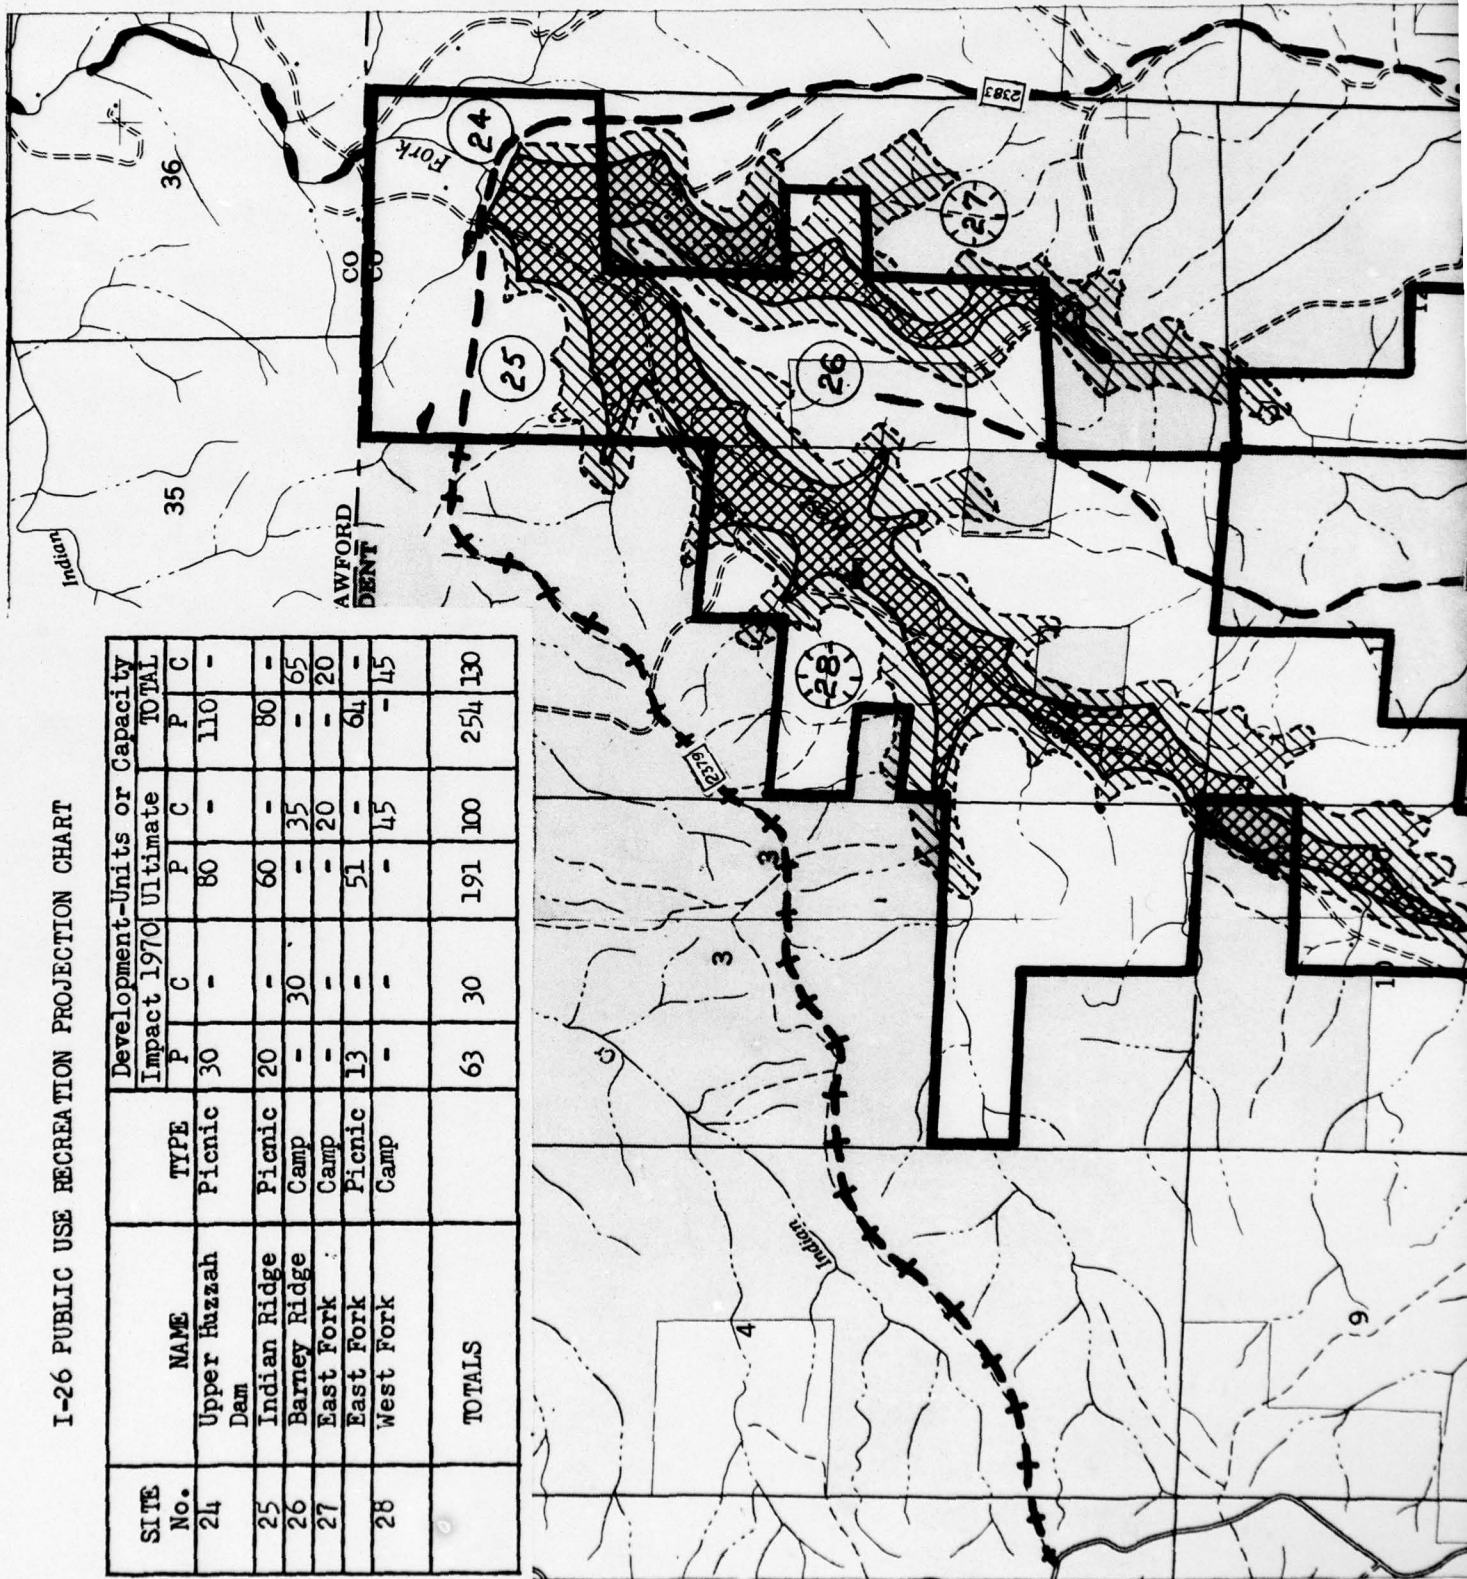 I-26 PUBLIC USE RECREATION PROJECTION CHART
Development-Units or Capacity
Impact 1970 Ultimate TOTAL
SITE No. NAME TYPE P C P C P C
24 Upper Huzzah Dam Picnic 30 - 80 - 110 -
25 Indian Ridge Picnic 20 - 60 - 80 -
26 Barney Ridge Camp - 30 - 35 - 65
27 East Fork Camp - - - 20 - 20
East Fork Picnic 13 - 51 - 64 -
28 West Fork Camp - - - 45 - 45
TOTALS 63 30 191 100 254 130
Indian
35
36
CO
CO
AWFORD
DENT
Fork
24
25
26
27
28
2383
2379
3
3
Cr
Indian
4
9